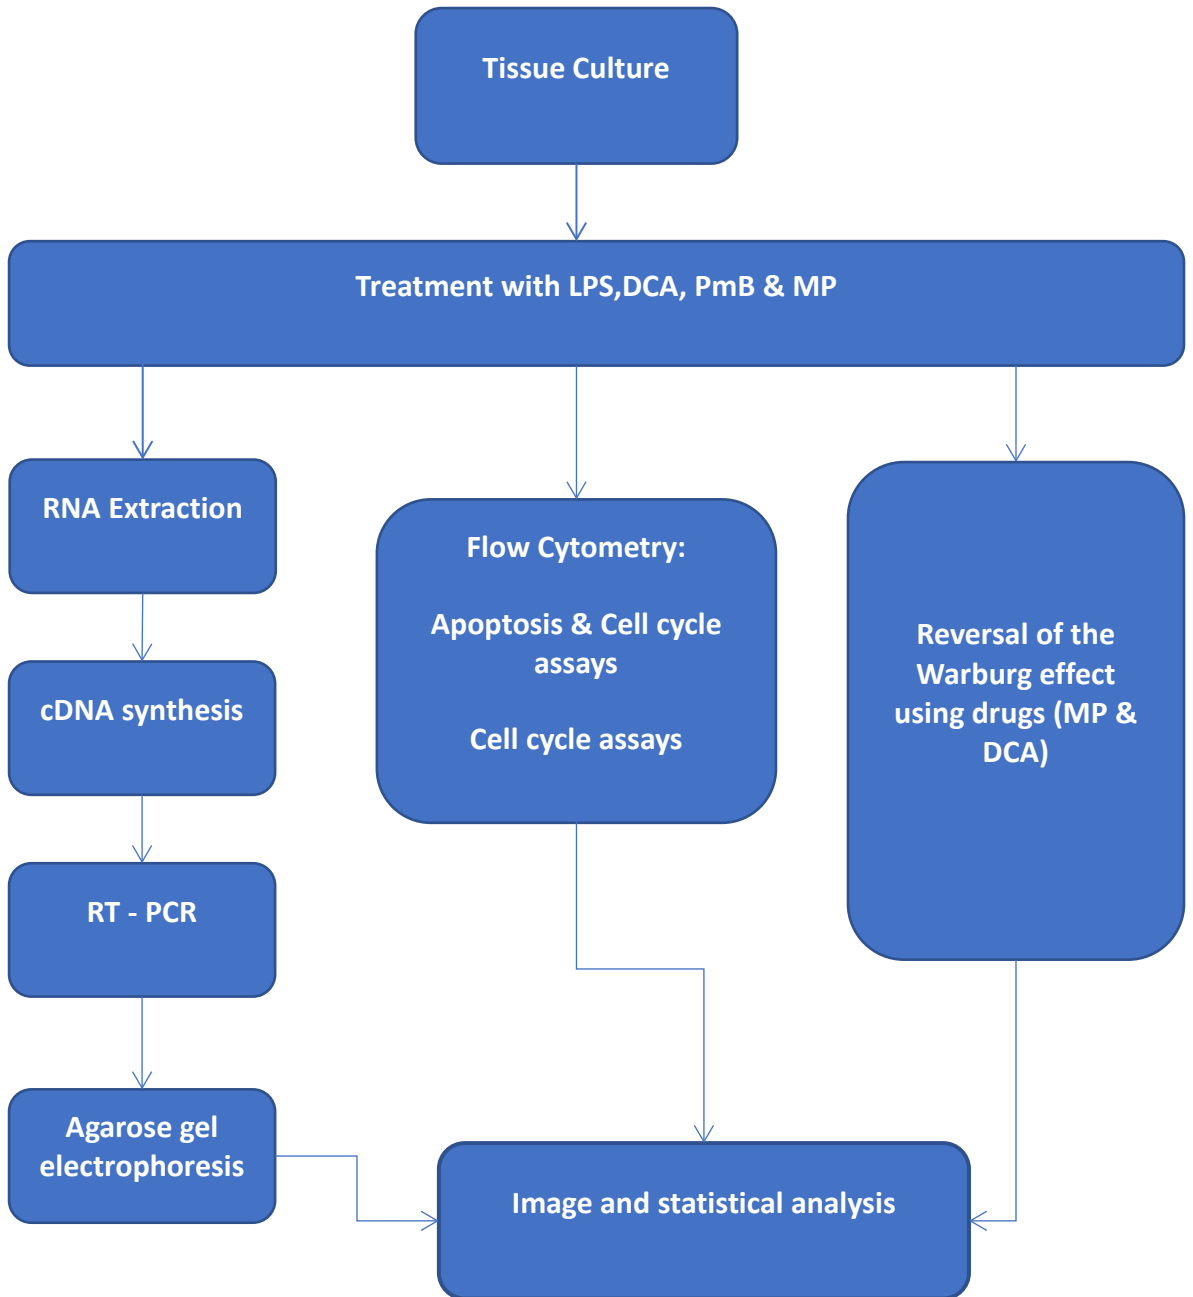 Tissue Culture
Treatment with LPS,DCA, PmB & MP
RNA Extraction
cDNA synthesis
RT - PCR
Agarose gel
electrophoresis
Flow Cytometry:
Apoptosis & Cell cycle
assays
Cell cycle assays
Reversal of the
Warburg effect
using drugs (MP &
DCA)
Image and statistical analysis